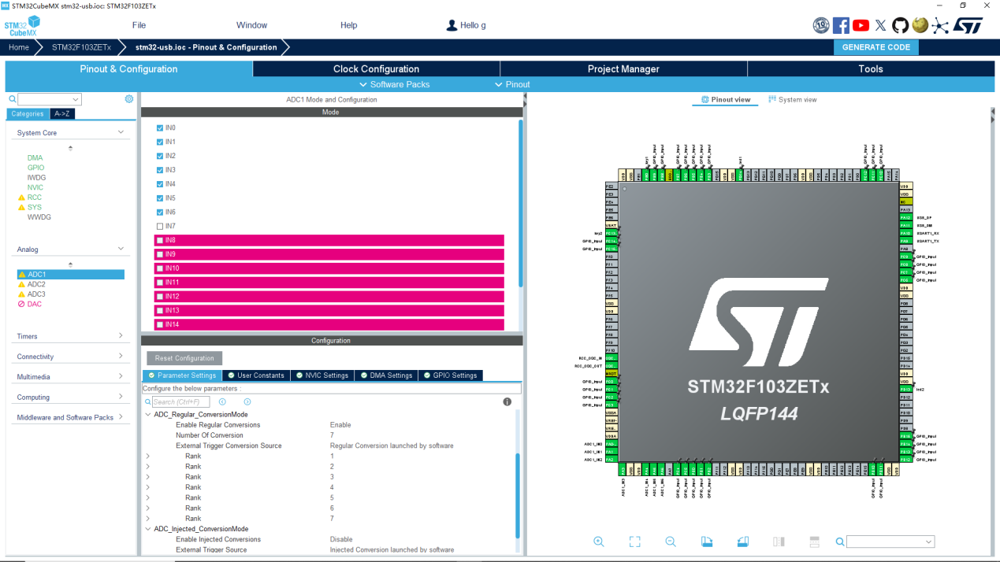 STM32CubeMX stm32-usb.ioc: STM32F103ZETx
STM32
CubeMX
File
Window
Help
Hello g
Home
STM32F103ZETx
stm32-usb.ioc - Pinout & Configuration
GENERATE CODE
Pinout & Configuration
Clock Configuration
Project Manager
Tools
Software Packs
Pinout
Categories
A->Z
System Core
DMA
GPIO
IWDG
NVIC
RCC
SYS
WWDG
Analog
ADC1
ADC2
ADC3
DAC
Timers
Connectivity
Multimedia
Computing
Middleware and Software Packs
ADC1 Mode and Configuration
Mode
IN0
IN1
IN2
IN3
IN4
IN5
IN6
IN7
IN8
IN9
IN10
IN11
IN12
IN13
IN14
Configuration
Reset Configuration
Parameter Settings
User Constants
NVIC Settings
DMA Settings
GPIO Settings
Configure the below parameters :
Search (Ctrl+F)
ADC_Regular_ConversionMode
Enable Regular Conversions Enable
Number Of Conversion 7
External Trigger Conversion Source Regular Conversion launched by software
Rank 1
Rank 2
Rank 3
Rank 4
Rank 5
Rank 6
Rank 7
ADC_Injected_ConversionMode
Enable Injected Conversions Disable
External Trigger Source Injected Conversion launched by software
Pinout view
System view
key2
GPIO_Input
GPIO_Input
RCC_OSC_IN
RCC_OSC_OUT
GPIO_Input
GPIO_Input
GPIO_Input
GPIO_Input
ADC1_IN0
ADC1_IN1
ADC1_IN2
USB_DP
USB_DM
USART1_RX
USART1_TX
GPIO_Input
GPIO_Input
GPIO_Input
GPIO_Input
GPIO_Input
GPIO_Input
GPIO_Input
GPIO_Input
STM32F103ZETx
LQFP144